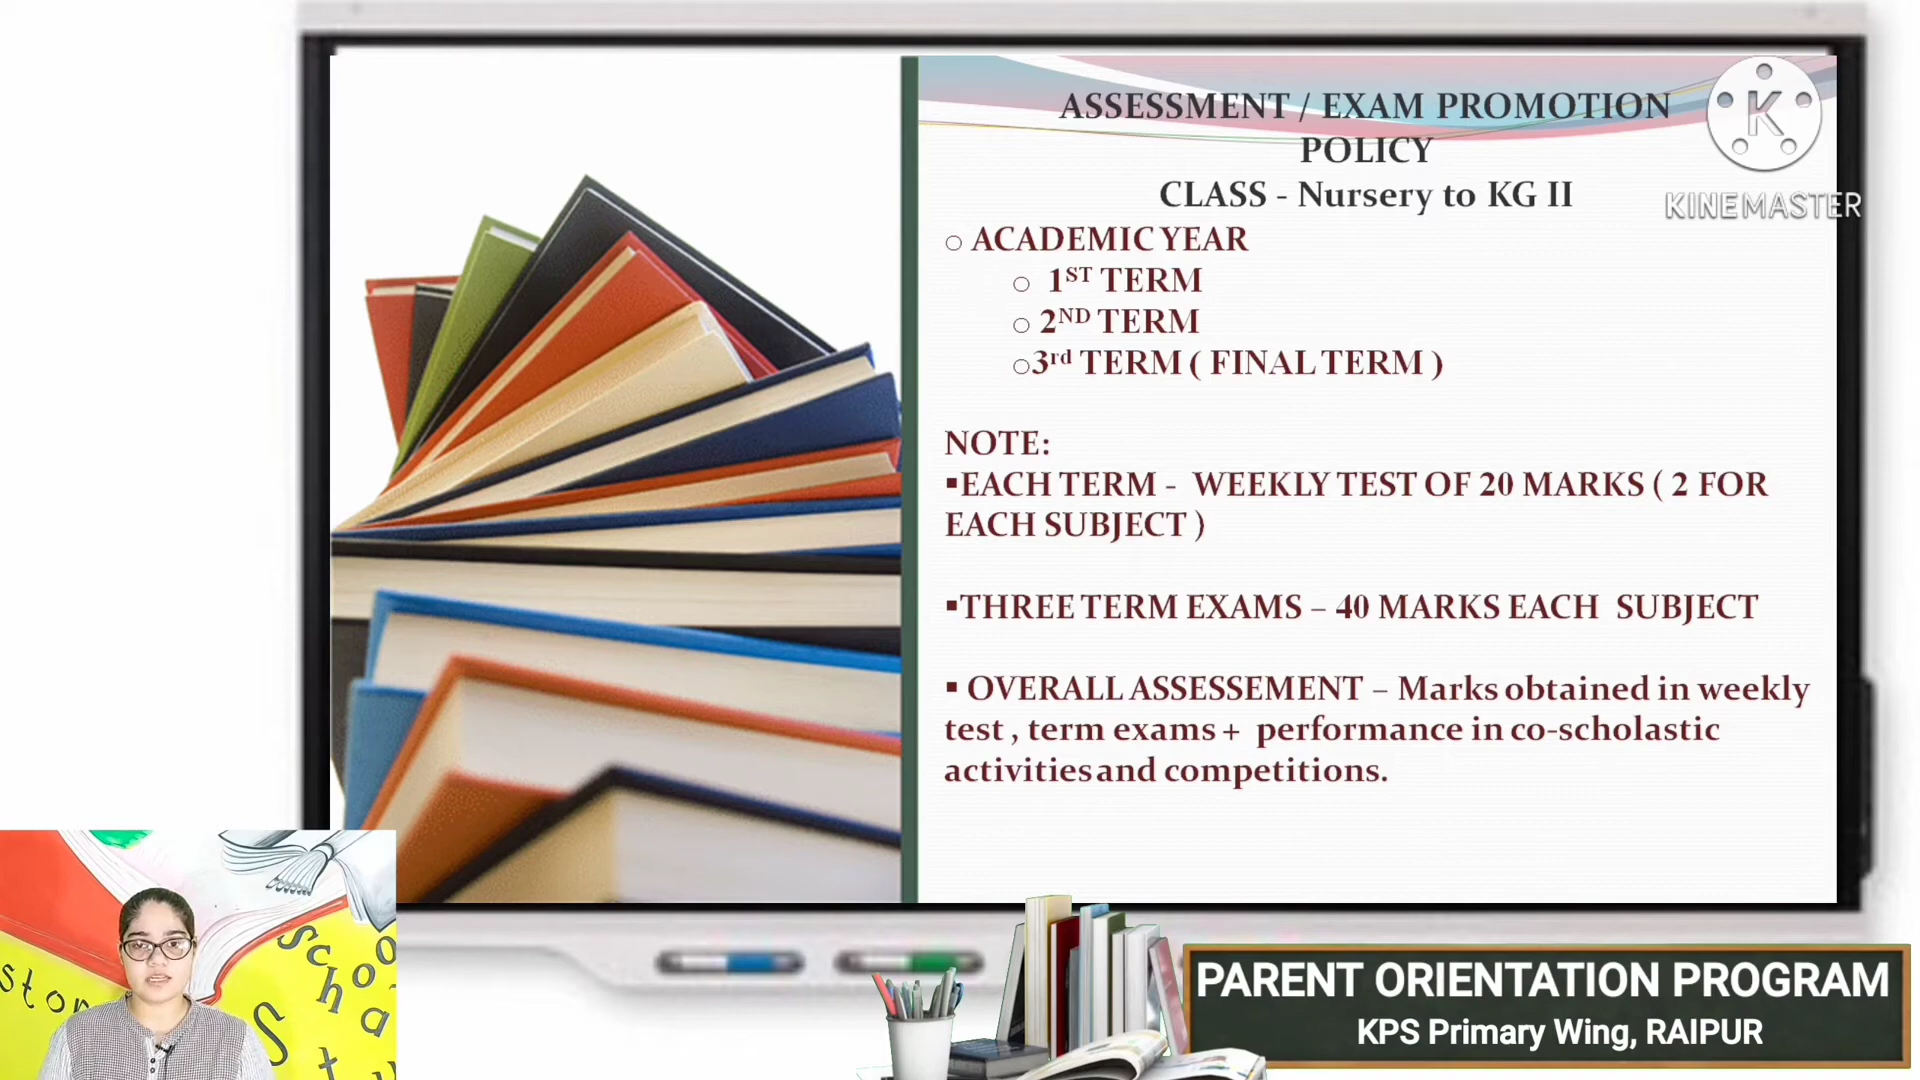 ASSESSMENT / EXAM PROMOTION
POLICY
CLASS - Nursery to KG II
ACADEMIC YEAR
1ST TERM
2ND TERM
3rd TERM ( FINAL TERM )
NOTE:
▪EACH TERM - WEEKLY TEST OF 20 MARKS ( 2 FOR
EACH SUBJECT )
▪THREE TERM EXAMS – 40 MARKS EACH SUBJECT
▪ OVERALL ASSESSEMENT – Marks obtained in weekly
test , term exams + performance in co-scholastic
activities and competitions.
K
KINEMASTER
PARENT ORIENTATION PROGRAM
KPS Primary Wing, RAIPUR